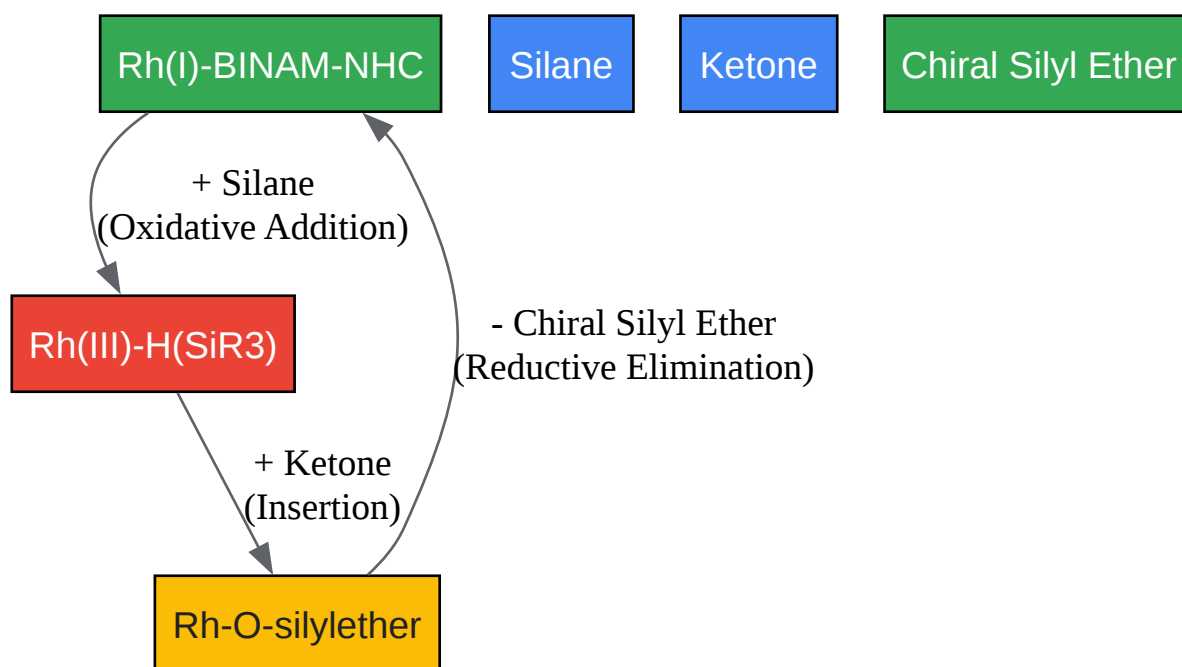 Rh(I)-BINAM-NHC
Silane
Ketone
Chiral Silyl Ether
+ Silane
(Oxidative Addition)
Rh(III)-H(SiR3)
- Chiral Silyl Ether
(Reductive Elimination)
+ Ketone
(Insertion)
Rh-O-silylether